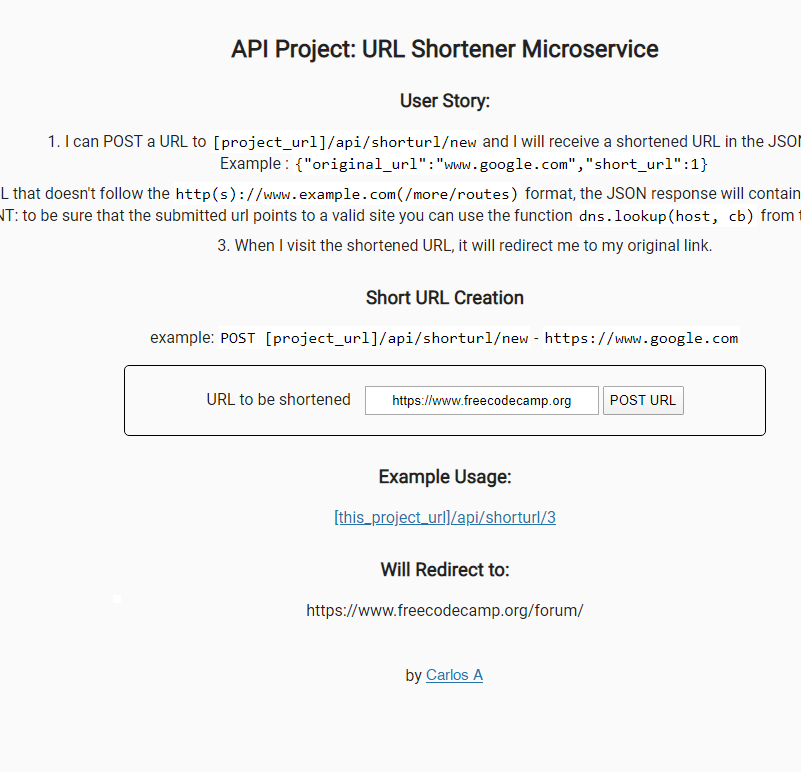 API Project: URL Shortener Microservice
User Story:
1. I can POST a URL to [project_url]/api/shorturl/new and I will receive a shortened URL in the JSON
Example : {"original_url":"www.google.com","short_url":1}
L that doesn't follow the http(s)://www.example.com(/more/routes) format, the JSON response will contain
NT: to be sure that the submitted url points to a valid site you can use the function dns.lookup(host, cb) from
3. When I visit the shortened URL, it will redirect me to my original link.
Short URL Creation
example: POST [project_url]/api/shorturl/new - https://www.google.com
URL to be shortened https://www.freecodecamp.org POST URL
Example Usage:
[this_project_url]/api/shorturl/3
Will Redirect to:
https://www.freecodecamp.org/forum/
by Carlos A